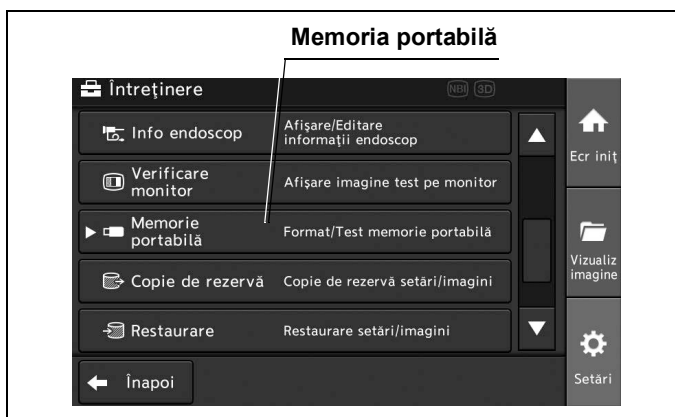 Memoria portabilă
Întreţinere
NBI 3D
Info endoscop
Afişare/Editare
informaţii endoscop
Verificare
monitor
Afişare imagine test pe monitor
Memorie
portabilă
Format/Test memorie portabilă
Copie de rezervă
Copie de rezervă setări/imagini
Restaurare
Restaurare setări/imagini
Înapoi
Ecr iniţ
Vizualiz
imagine
Setări